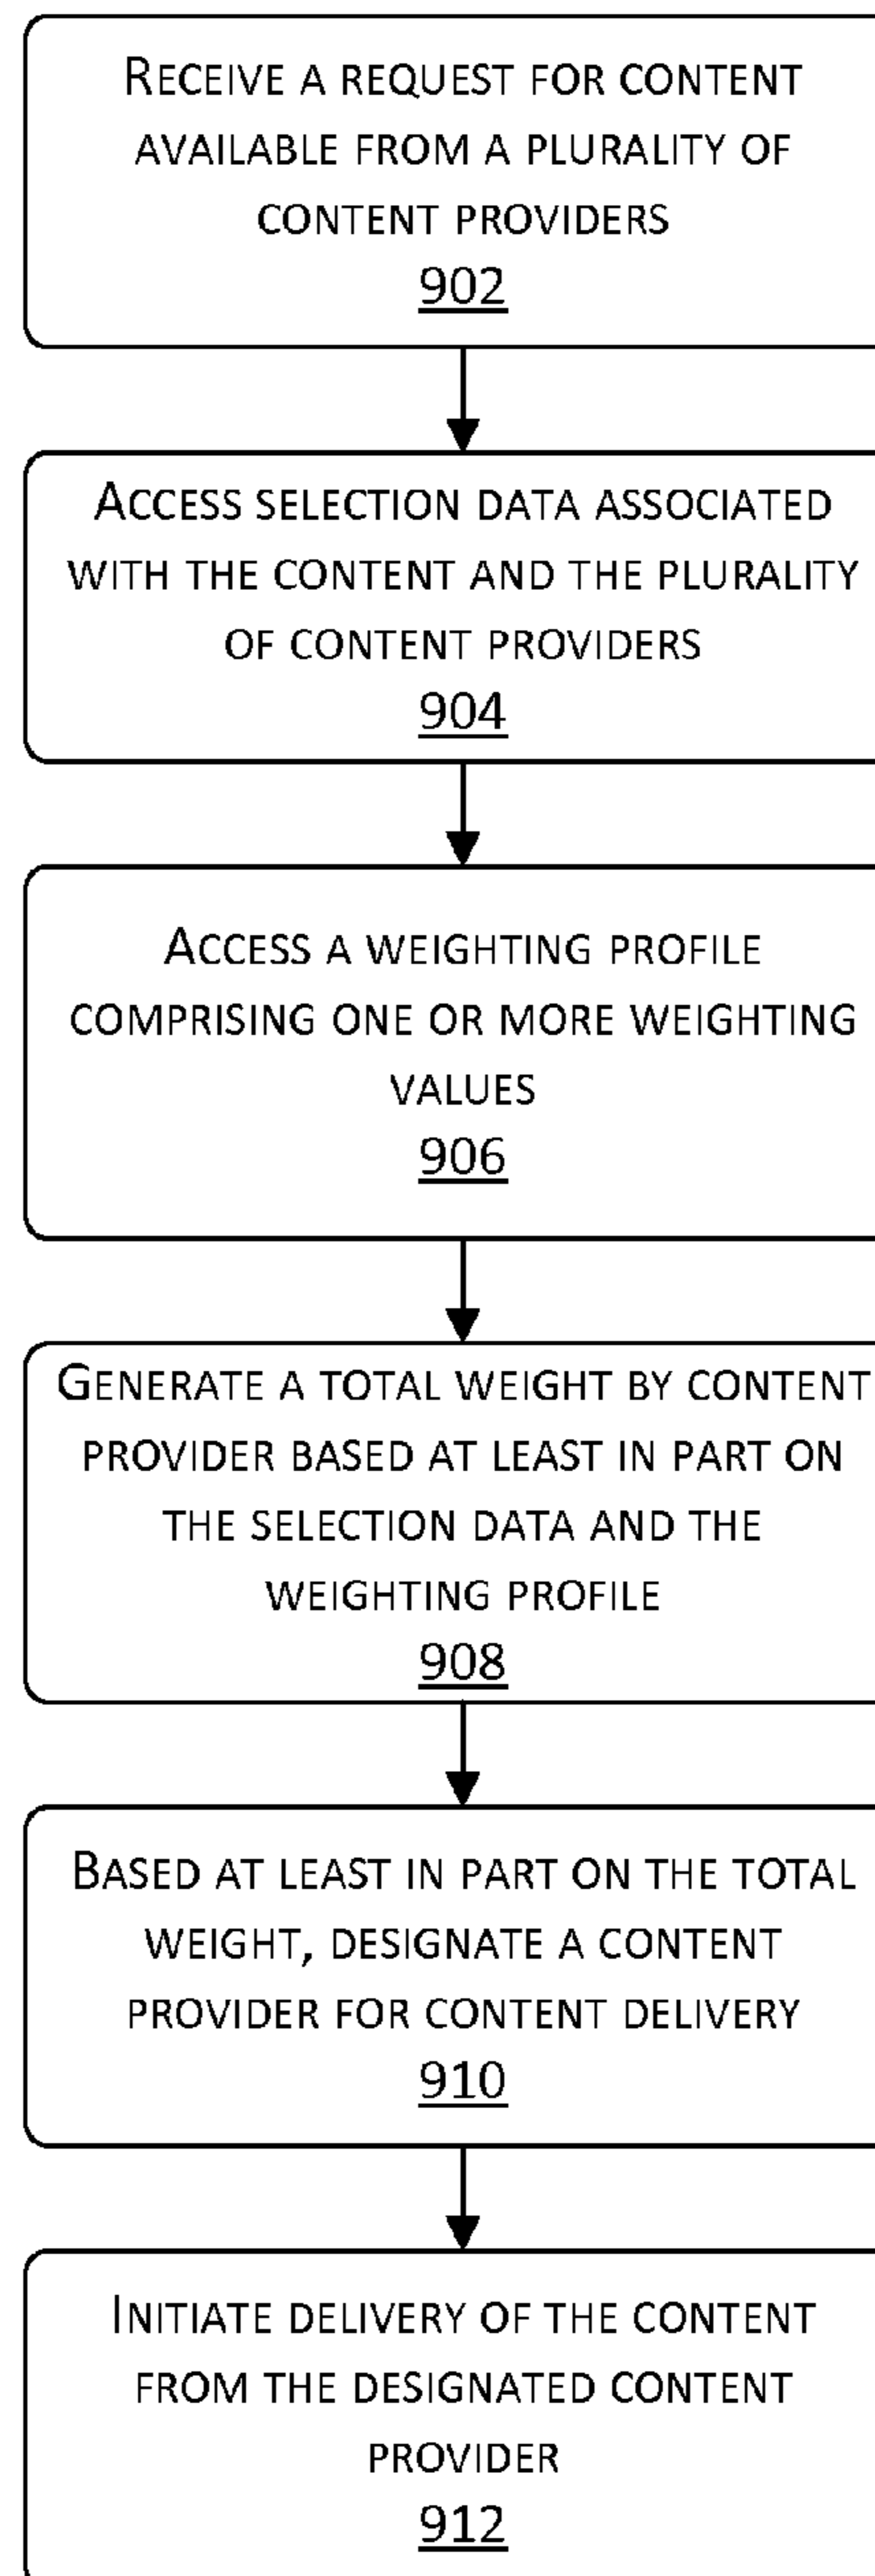 RECEIVE A REQUEST FOR CONTENT
AVAILABLE FROM A PLURALITY OF
CONTENT PROVIDERS
902
ACCESS SELECTION DATA ASSOCIATED
WITH THE CONTENT AND THE PLURALITY
OF CONTENT PROVIDERS
904
ACCESS A WEIGHTING PROFILE
COMPRISING ONE OR MORE WEIGHTING
VALUES
906
GENERATE A TOTAL WEIGHT BY CONTENT
PROVIDER BASED AT LEAST IN PART ON
THE SELECTION DATA AND THE
WEIGHTING PROFILE
908
BASED AT LEAST IN PART ON THE TOTAL
WEIGHT, DESIGNATE A CONTENT
PROVIDER FOR CONTENT DELIVERY
910
INITIATE DELIVERY OF THE CONTENT
FROM THE DESIGNATED CONTENT
PROVIDER
912